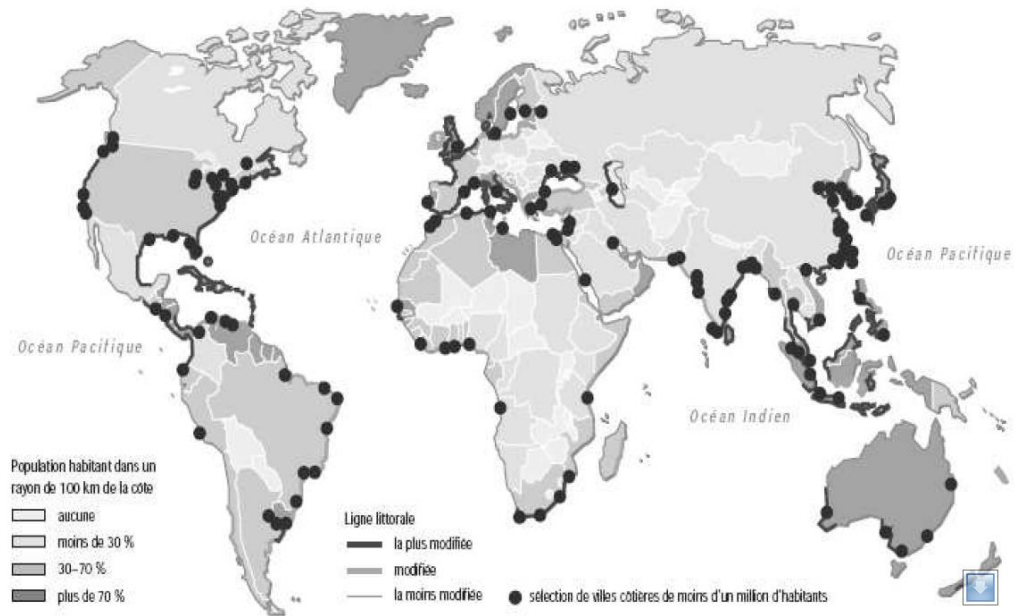 Océan Atlantique
Océan Pacifique
Océan Pacifique
Océan Indien
Population habitant dans un
rayon de 100 km de la côte
aucune
moins de 30 %
30–70 %
plus de 70 %
Ligne littorale
la plus modifiée
modifiée
la moins modifiée
sélection de villes côtières de moins d'un million d'habitants